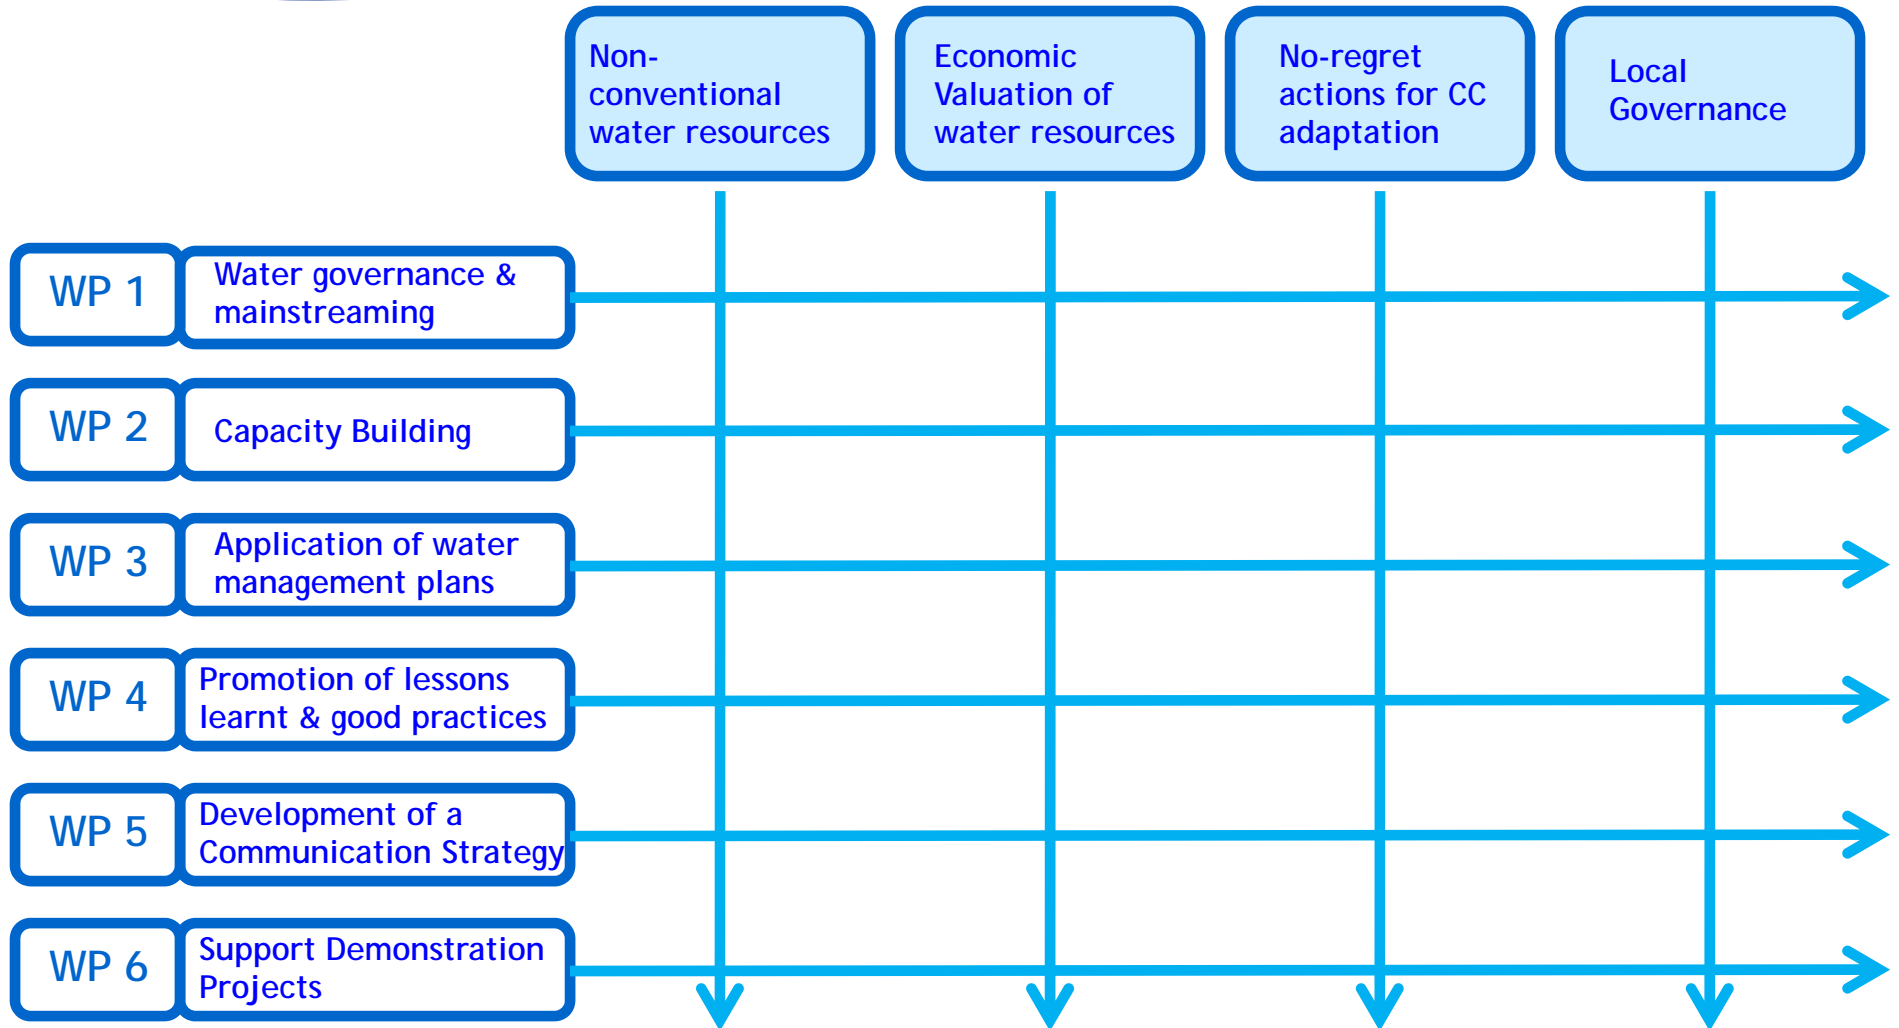 Non-
conventional
water resources
Economic
Valuation of
water resources
No-regret
actions for CC
adaptation
Local
Governance
WP 1
Water governance &
mainstreaming
WP 2
Capacity Building
WP 3
Application of water
management plans
WP 4
Promotion of lessons
learnt & good practices
WP 5
Development of a
Communication Strategy
WP 6
Support Demonstration
Projects